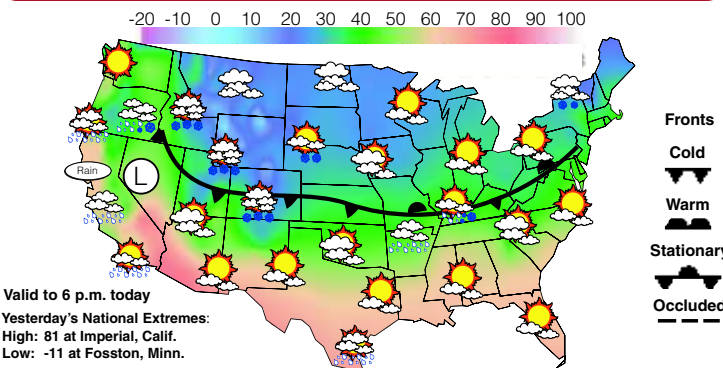 -20 -10 0 10 20 30 40 50 60 70 80 90 100
Rain
L
Fronts
Cold
Warm
Stationary
Occluded
Valid to 6 p.m. today
Yesterday's National Extremes:
High: 81 at Imperial, Calif.
Low: -11 at Fosston, Minn.